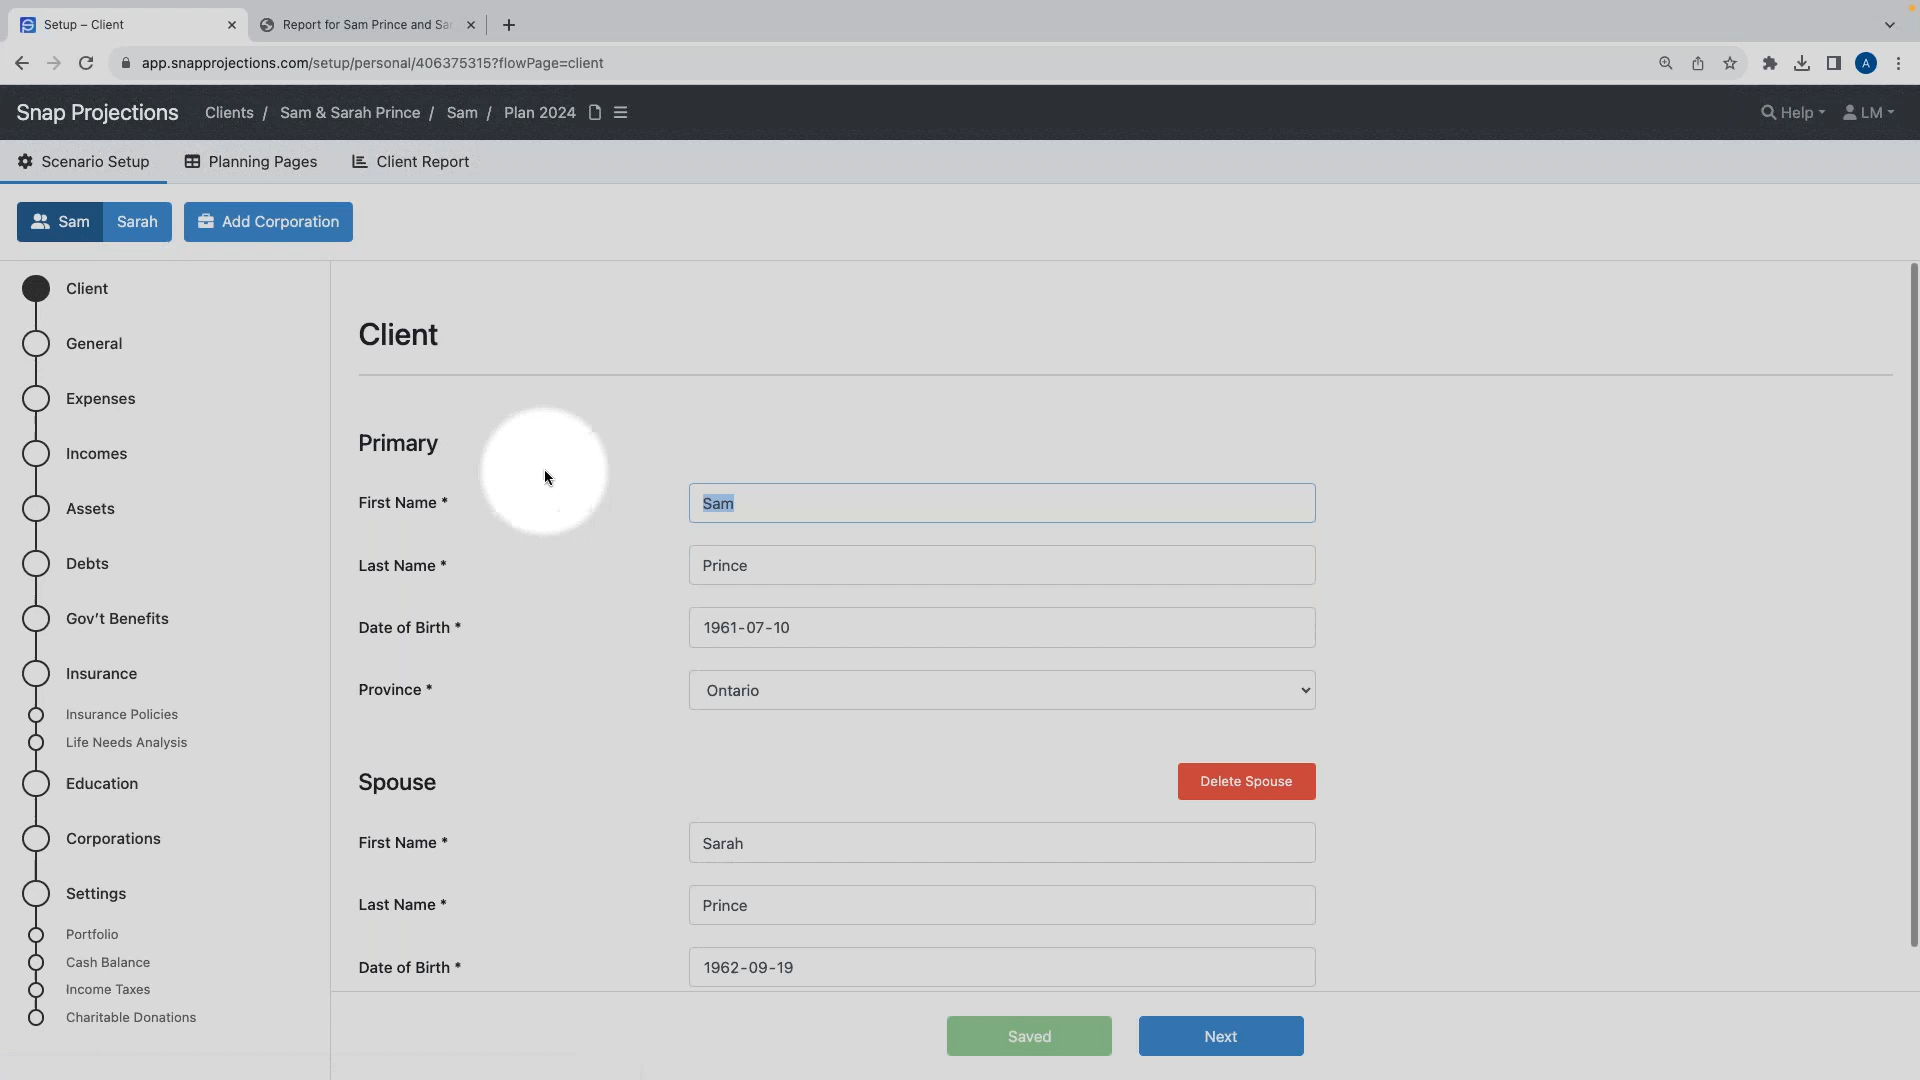 Setup – Client
Report for Sam Prince and Sa
app.snapprojections.com/setup/personal/406375315?flowPage=client
A
Snap Projections
Clients / Sam & Sarah Prince / Sam / Plan 2024
Help
LM
Scenario Setup
Planning Pages
Client Report
Sam
Sarah
Add Corporation
Client
General
Expenses
Incomes
Assets
Debts
Gov't Benefits
Insurance
Insurance Policies
Life Needs Analysis
Education
Corporations
Settings
Portfolio
Cash Balance
Income Taxes
Charitable Donations
Client
Primary
First Name *
Sam
Last Name *
Prince
Date of Birth *
1961-07-10
Province *
Ontario
Spouse
Delete Spouse
First Name *
Sarah
Last Name *
Prince
Date of Birth *
1962-09-19
Saved
Next